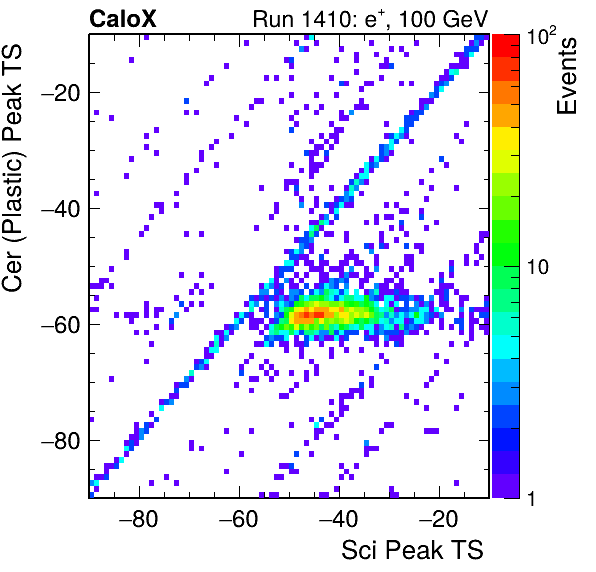 CaloX Run 1410: e⁺, 100 GeV
Cer (Plastic) Peak TS
Events
10²
10
1
−20
−40
−60
−80
−80 −60 −40 −20
Sci Peak TS